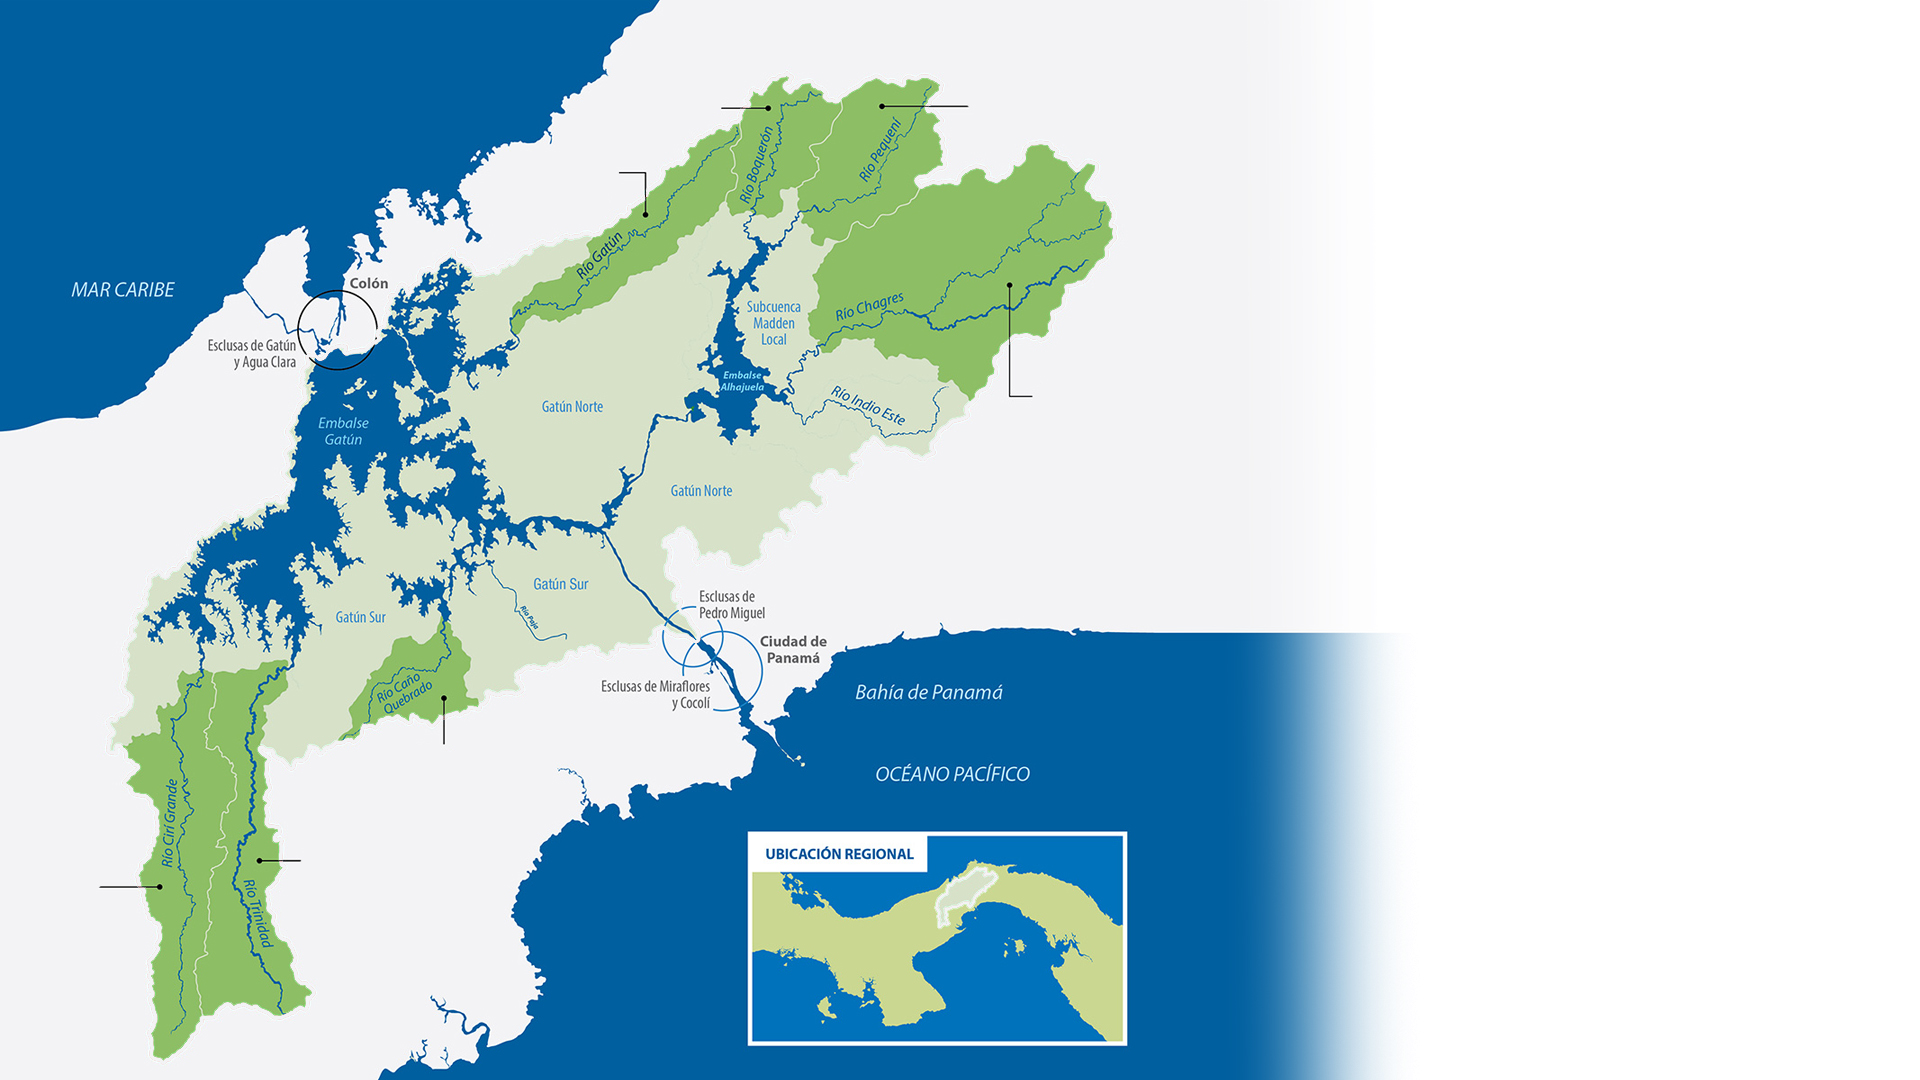 Río Boquerón
Río Pequení
Río Gatún
MAR CARIBE
Colón
Río Chagres
Subcuenca
Madden
Local
Esclusas de Gatún
y Agua Clara
Embalse
Alhajuela
Río Indio Este
Gatún Norte
Embalse
Gatún
Gatún Norte
Gatún Sur
Esclusas de
Pedro Miguel
Gatún Sur
Río Paja
Ciudad de
Panamá
Río Caño
Quebrado
Esclusas de Miraflores
y Cocolí
Bahía de Panamá
OCÉANO PACÍFICO
Río Cirí Grande
Río Trinidad
UBICACIÓN REGIONAL